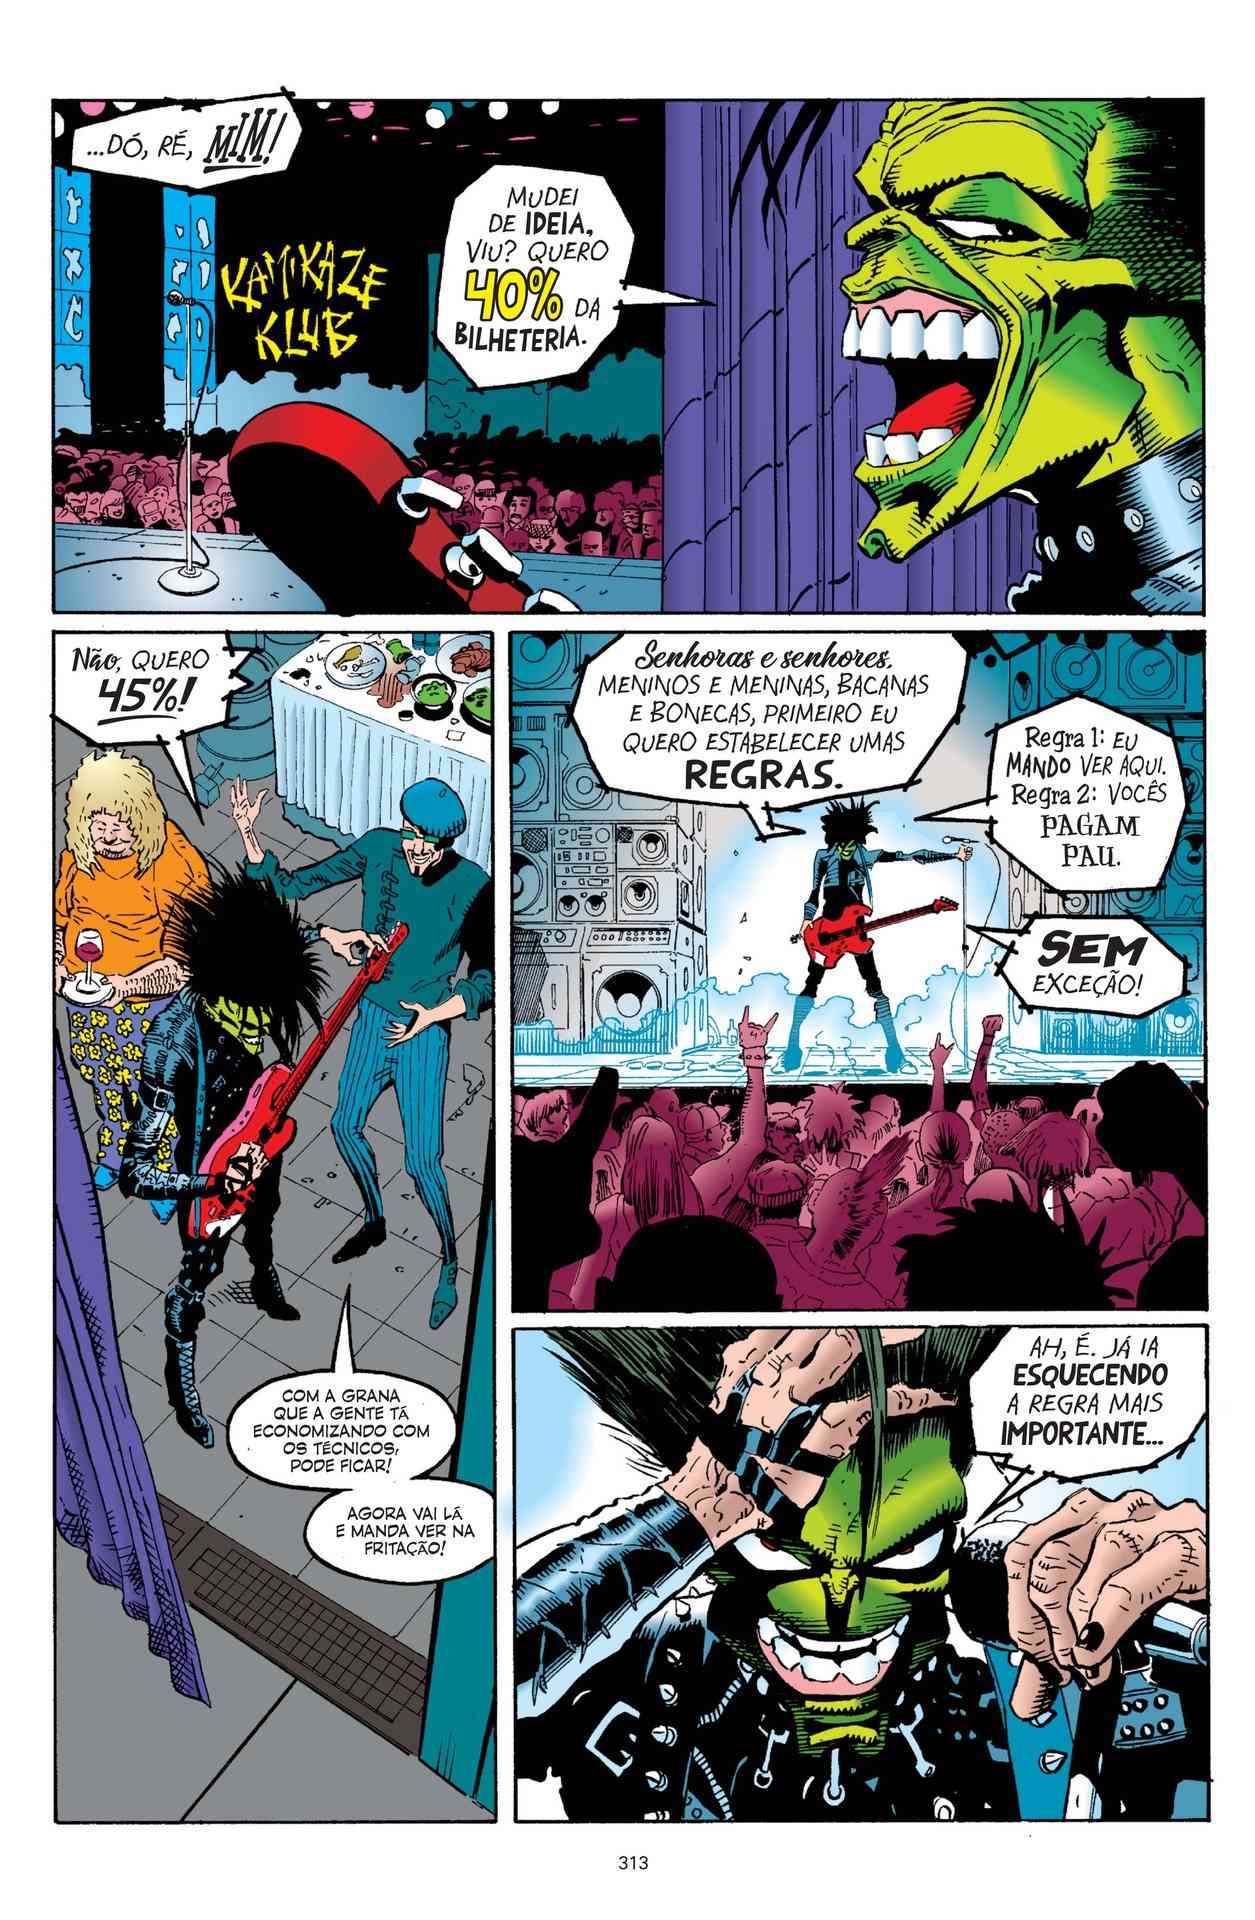 ...DÓ, RÉ, MIM!
KAMIKAZE
KLUB
MUDEI
DE IDEIA,
VIU? QUERO
40% DA
BILHETERIA.
NÃO, QUERO
45%!
COM A GRANA
QUE A GENTE TÁ
ECONOMIZANDO COM
OS TÉCNICOS,
PODE FICAR!
AGORA VAI LÁ
E MANDA VER NA
FRITAÇÃO!
Senhoras e senhores,
MENINOS E MENINAS, BACANAS
E BONECAS, PRIMEIRO EU
QUERO ESTABELECER UMAS
REGRAS.
Regra 1: EU
MANDO VER AQUI.
Regra 2: VOCÊS
PAGAM
PAU.
SEM
EXCEÇÃO!
AH, É. JÁ IA
ESQUECENDO
A REGRA MAIS
IMPORTANTE...
313